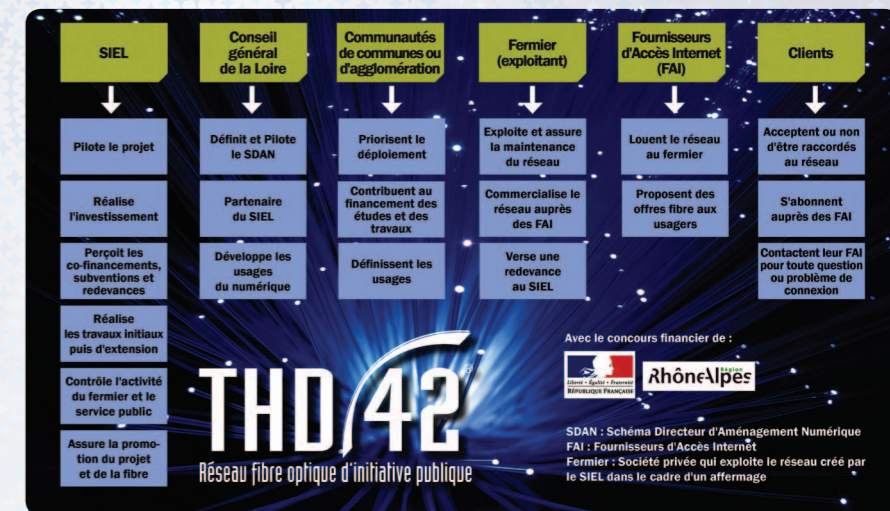 SIEL
Pilote le projet
Réalise
l'investissement
Perçoit les
co-financements,
subventions et
redevances
Réalise
les travaux initiaux
puis d'extension
Contrôle l'activité
du fermier et le
service public
Assure la promo-
tion du projet
et de la fibre
Conseil
général
de la Loire
Définit et Pilote
le SDAN
Partenaire
du SIEL
Développe les
usages
du numérique
Communautés
de communes ou
d'agglomération
Priorisent le
déploiement
Contribuent au
financement des
études et des
travaux
Définissent les
usages
Fermier
(exploitant)
Exploite et assure
la maintenance
du réseau
Commercialise le
réseau auprès
des FAI
Verse une
redevance
au SIEL
Fournisseurs
d'Accès Internet
(FAI)
Louent le réseau
au fermier
Proposent des
offres fibre aux
usagers
Clients
Acceptent ou non
d'être raccordés
au réseau
S'abonnent
auprès des FAI
Contactent leur FAI
pour toute question
ou problème de
connexion
THD 42
Réseau fibre optique d'initiative publique
Avec le concours financier de :
Liberté • Égalité • Fraternité
RÉPUBLIQUE FRANÇAISE
Région
RhôneAlpes
SDAN : Schéma Directeur d'Aménagement Numérique
FAI : Fournisseurs d'Accès Internet
Fermier : Société privée qui exploite le réseau créé par
le SIEL dans le cadre d'un affermage